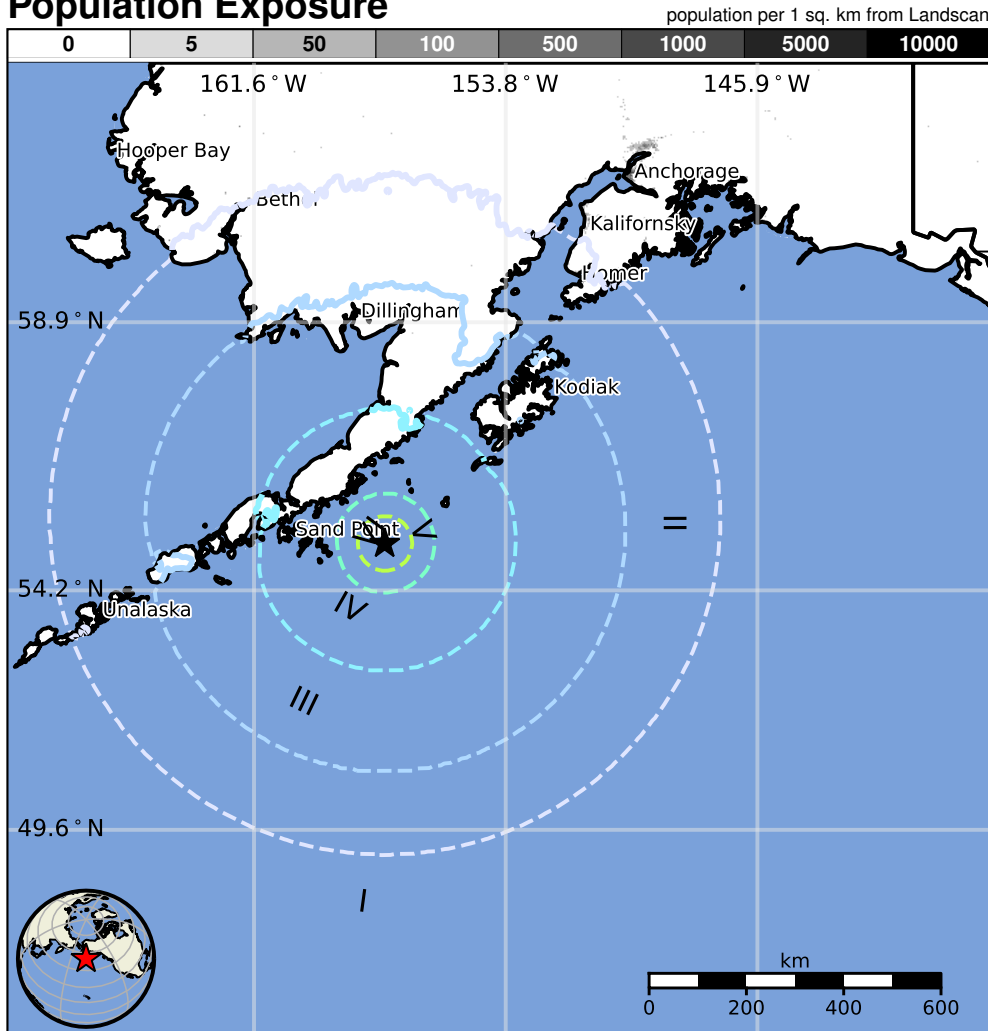 Population Exposure
population per 1 sq. km from Landscan
0 5 50 100 500 1000 5000 10000
161.6°W 153.8°W 145.9°W
Hooper Bay
Anchorage
Bethel
Kalifornsky
Homer
58.9°N
Dillingham
Kodiak
Sand Point
V
II
54.2°N
Unalaska
IV
III
49.6°N
I
km
0 200 400 600